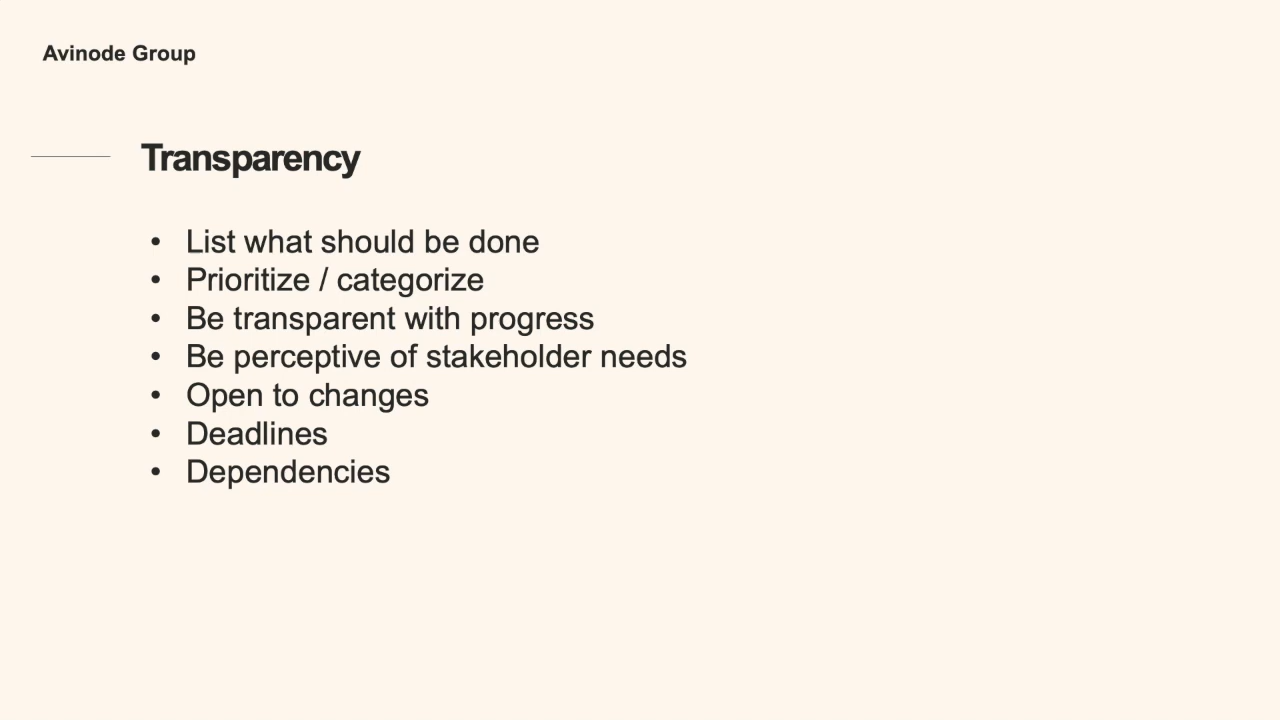 Avinode Group
Transparency
• List what should be done
• Prioritize / categorize
• Be transparent with progress
• Be perceptive of stakeholder needs
• Open to changes
• Deadlines
• Dependencies